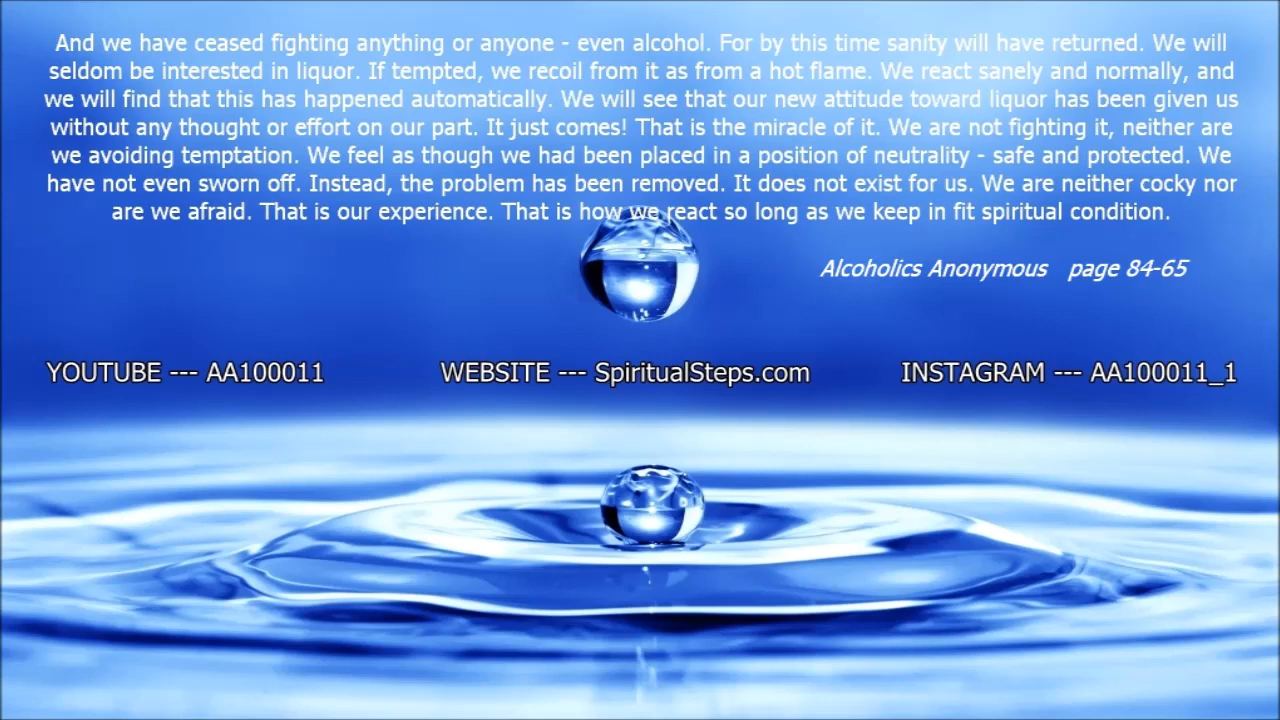 And we have ceased fighting anything or anyone - even alcohol. For by this time sanity will have returned. We will
seldom be interested in liquor. If tempted, we recoil from it as from a hot flame. We react sanely and normally, and
we will find that this has happened automatically. We will see that our new attitude toward liquor has been given us
without any thought or effort on our part. It just comes! That is the miracle of it. We are not fighting it, neither are
we avoiding temptation. We feel as though we had been placed in a position of neutrality - safe and protected. We
have not even sworn off. Instead, the problem has been removed. It does not exist for us. We are neither cocky nor
are we afraid. That is our experience. That is how we react so long as we keep in fit spiritual condition.
Alcoholics Anonymous page 84-65
YOUTUBE --- AA100011 WEBSITE --- SpiritualSteps.com INSTAGRAM --- AA100011_1